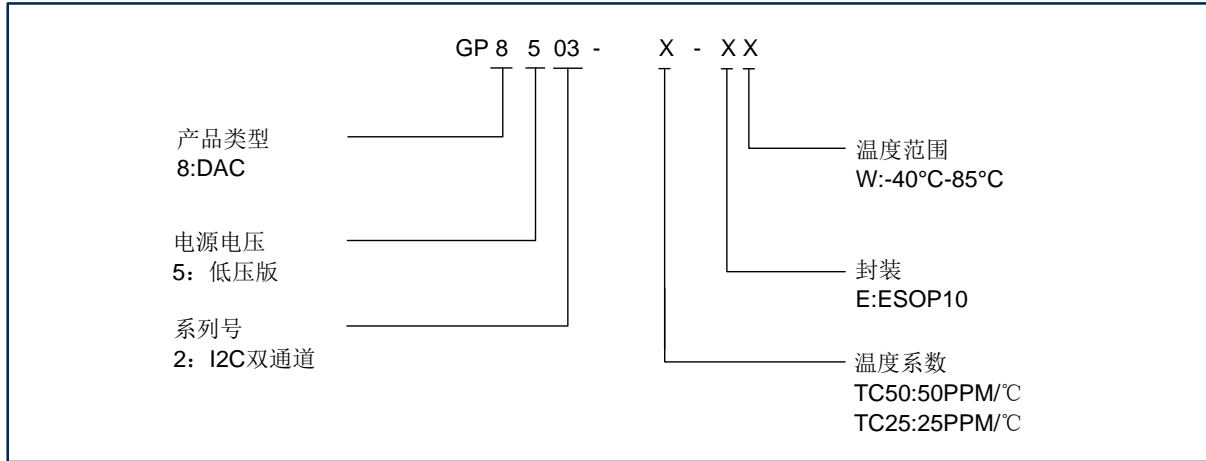 GP 8 5 03 - X - X X
产品类型
8:DAC
电源电压
5：低压版
系列号
2：I2C双通道
温度范围
W:-40°C-85°C
封装
E:ESOP10
温度系数
TC50:50PPM/℃
TC25:25PPM/℃